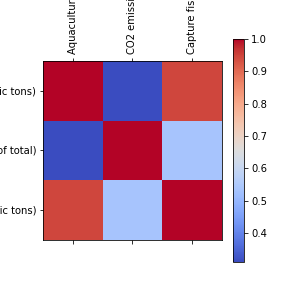 Aquacultur
CO2 emissi
Capture fis
ic tons)
of total)
ic tons)
1.0
0.9
0.8
0.7
0.6
0.5
0.4